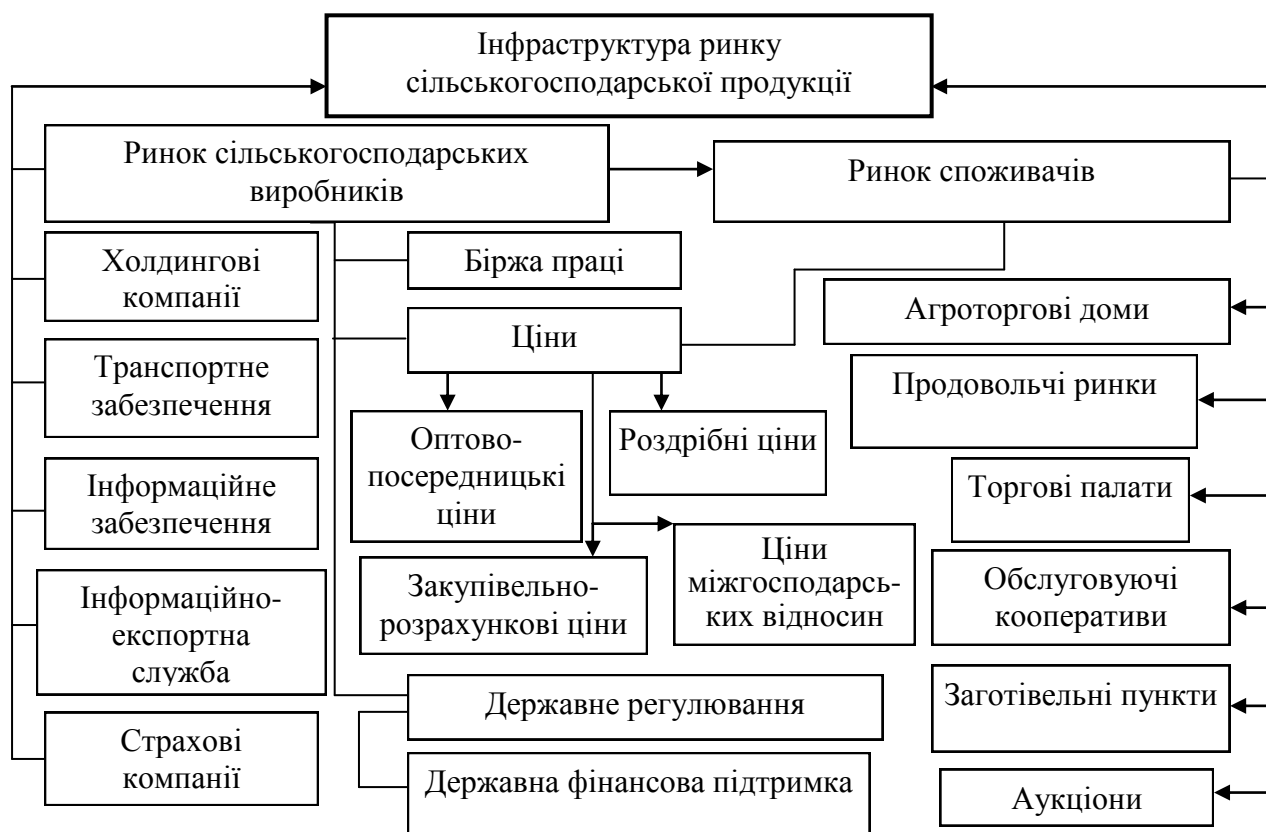 Інфраструктура ринку
сільськогосподарської продукції
Ринок сільськогосподарських
виробників
Ринок споживачів
Холдингові
компанії
Біржа праці
Агроторгові доми
Ціни
Транспортне
забезпечення
Продовольчі ринки
Оптово-
посередницькі
ціни
Роздрібні ціни
Інформаційне
забезпечення
Торгові палати
Закупівельно-
розрахункові ціни
Ціни
міжгосподарсь-
ких відносин
Обслуговуючі
кооперативи
Інформаційно-
експортна
служба
Державне регулювання
Заготівельні пункти
Страхові
компанії
Державна фінансова підтримка
Аукціони